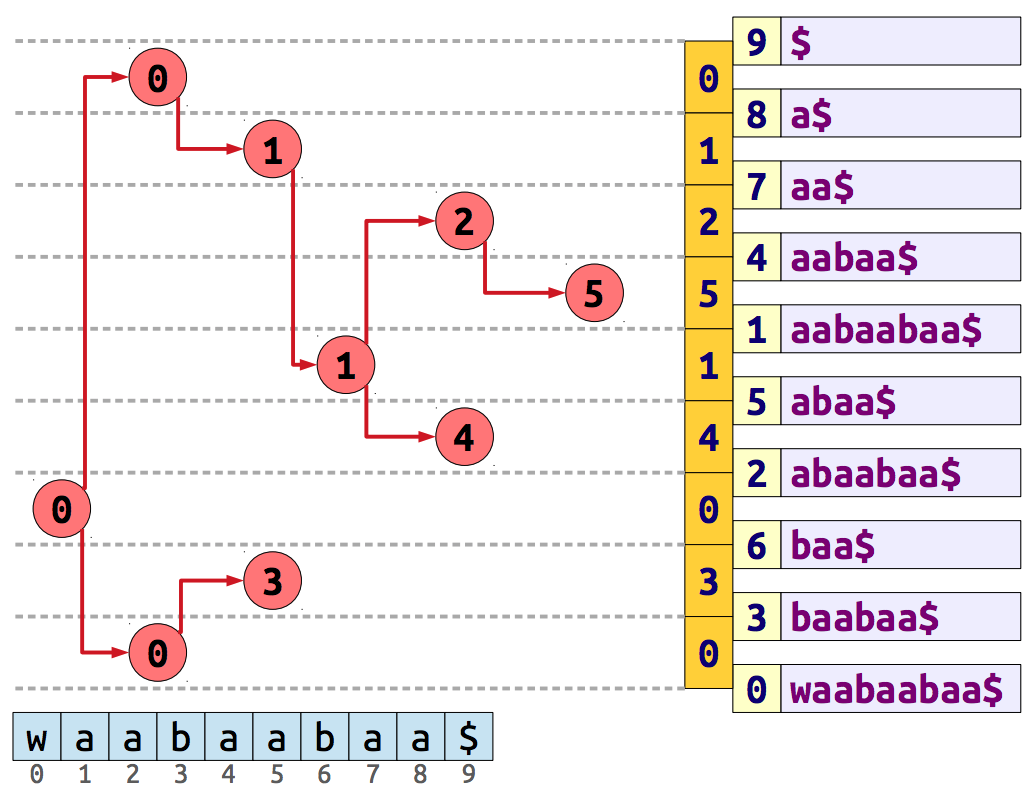 9 $
0 0
8 a$
1 1
7 aa$
2 2
4 aabaa$
5 5
1 aabaabaa$
1 1
5 abaa$
4 4
2 abaabaa$
0 0
6 baa$
3 3
3 baabaa$
0 0
0 waabaabaa$
w a a b a a b a a $
0 1 2 3 4 5 6 7 8 9